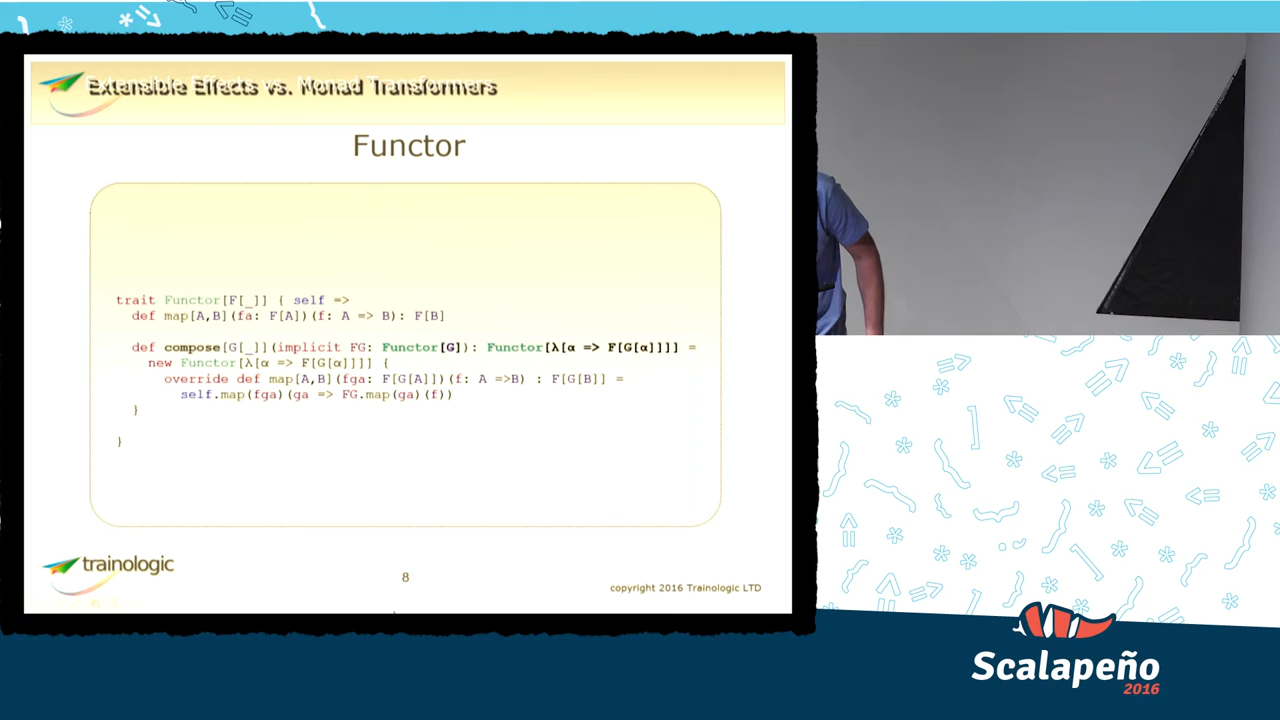 Extensible Effects vs. Monad Transformers
Functor
trait Functor[F[_]] { self =>
def map[A,B](fa: F[A])(f: A => B): F[B]
def compose[G[_]](implicit FG: Functor[G]): Functor[λ[α => F[G[α]]]] =
new Functor[λ[α => F[G[α]]]] {
override def map[A,B](fga: F[G[A]])(f: A =>B) : F[G[B]] =
self.map(fga)(ga => FG.map(ga)(f))
}
}
trainologic
8
copyright 2016 Trainologic LTD
Scalapeño
2016